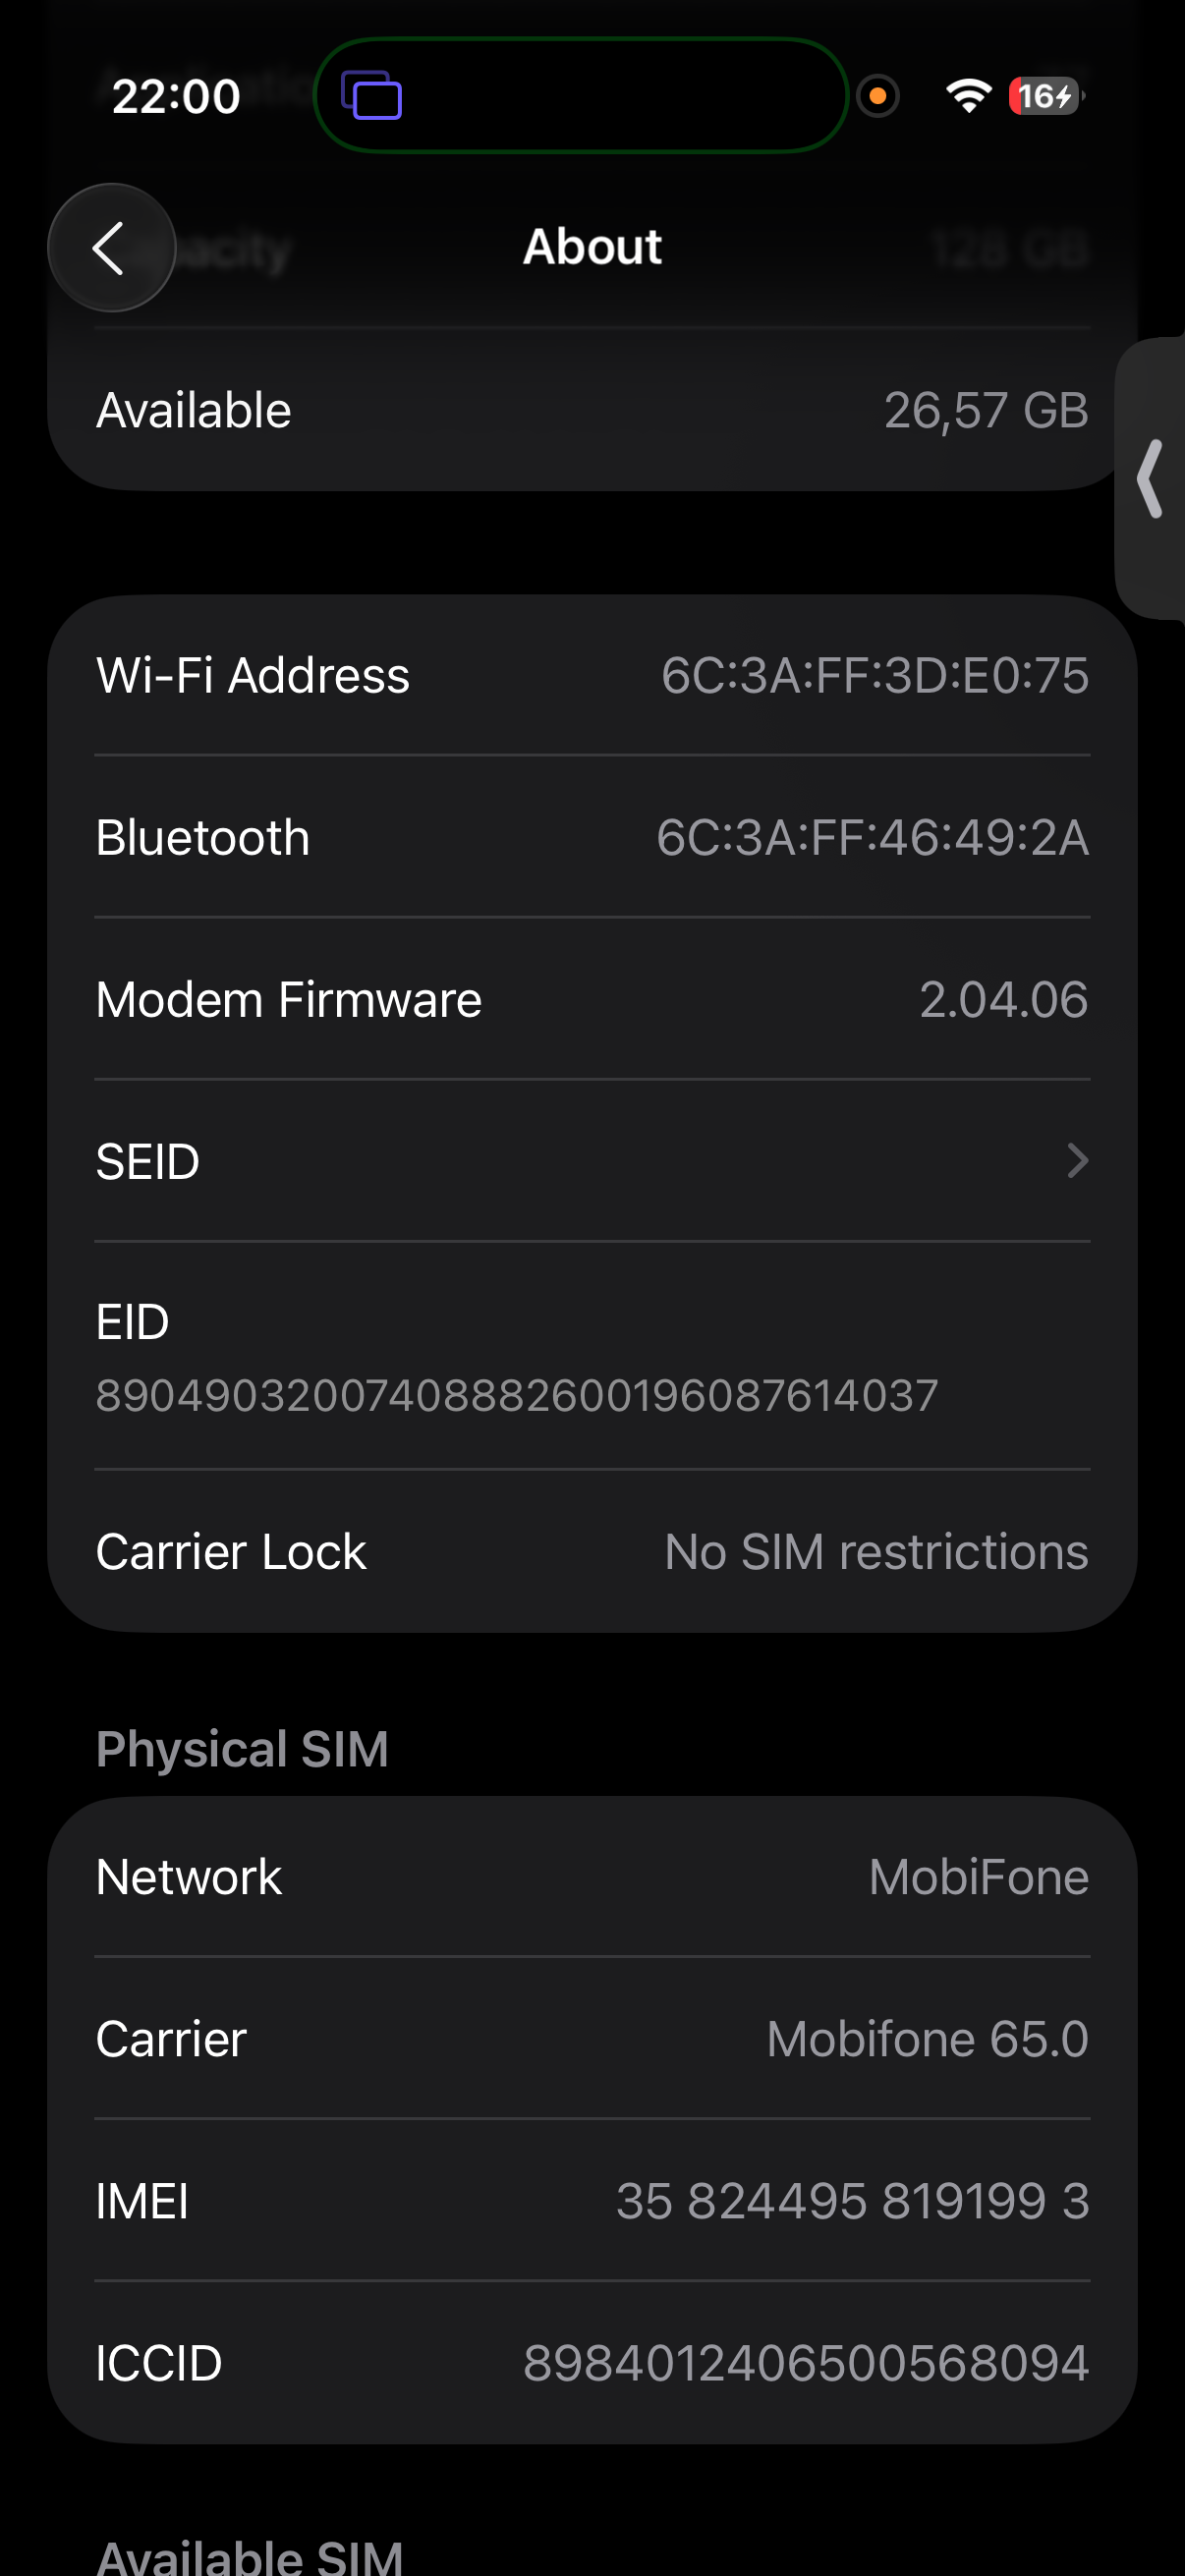 22:00
16
About
128 GB
Available
26,57 GB
Wi-Fi Address
6C:3A:FF:3D:E0:75
Bluetooth
6C:3A:FF:46:49:2A
Modem Firmware
2.04.06
SEID
EID
89049032007408882600196087614037
Carrier Lock
No SIM restrictions
Physical SIM
Network
MobiFone
Carrier
Mobifone 65.0
IMEI
35 824495 819199 3
ICCID
8984012406500568094
Available SIM